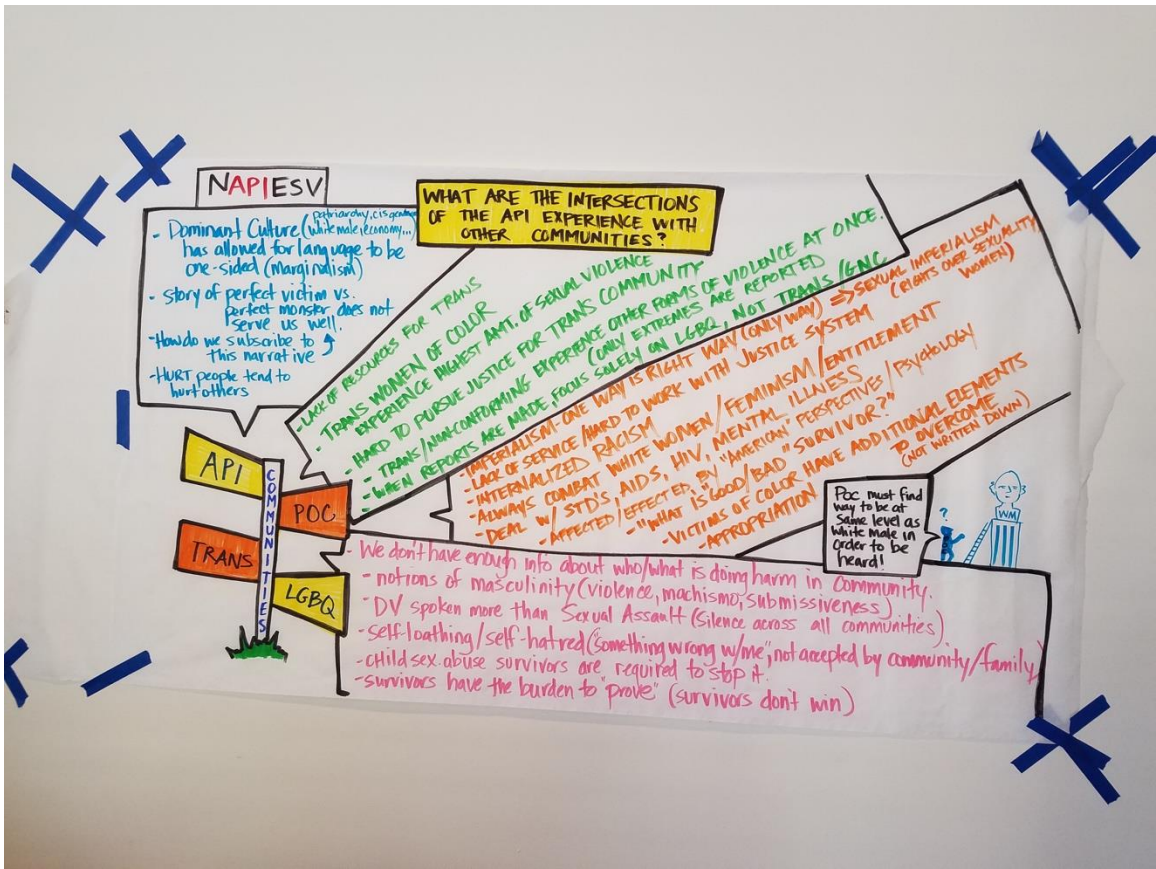 NAPIESV
- Dominant Culture (patriarchy, cisgender,
white male, economy...)
has allowed for language to be
one-sided (marginalism)
- story of perfect victim vs.
perfect monster does not
serve us well.
- How do we subscribe to
this narrative
- HURT people tend to
hurt others
WHAT ARE THE INTERSECTIONS
OF THE API EXPERIENCE WITH
OTHER COMMUNITIES?
- LACK OF RESOURCES FOR TRANS
TRANS WOMEN OF COLOR
EXPERIENCE HIGHEST AMT. OF SEXUAL VIOLENCE
- HARD TO PURSUE JUSTICE FOR TRANS COMMUNITY
- TRANS/NON-CONFORMING EXPERIENCE OTHER FORMS OF VIOLENCE AT ONCE.
(ONLY EXTREMES ARE REPORTED
- WHEN REPORTS ARE MADE, FOCUS SOLELY ON LGBQ, NOT TRANS/GNC
- IMPERIALISM - ONE WAY IS RIGHT WAY (ONLY WAY) => SEXUAL IMPERIALISM
(RIGHTS OVER SEXUALITY,
WOMEN)
- LACK OF SERVICE/HARD TO WORK WITH JUSTICE SYSTEM
- INTERNALIZED RACISM
- ALWAYS COMBAT WHITE WOMEN/FEMINISM/ENTITLEMENT
- DEAL W/ STD'S, AIDS, HIV, MENTAL ILLNESS
- AFFECTED/EFFECTED, BY "AMERICAN" PERSPECTIVES/PSYCHOLOGY
- "WHAT IS GOOD/BAD" SURVIVOR?"
- VICTIMS OF COLOR HAVE ADDITIONAL ELEMENTS
TO OVERCOME
(NOT WRITTEN DOWN)
- APPROPRIATION
API
POC
TRANS
LGBQ
COMMUNITIES
POC must find
way to be at
same level as
white male in
order to be
heard!
?
WM
- We don't have enough info about who/what is doing harm in community.
- notions of masculinity (violence, machismo, submissiveness)
- DV spoken more than Sexual Assault (silence across all communities)
- self-loathing/self-hatred ("something wrong w/me", not accepted by community/family)
- child sex abuse survivors are required to stop it.
- survivors have the burden to "prove" (survivors don't win)